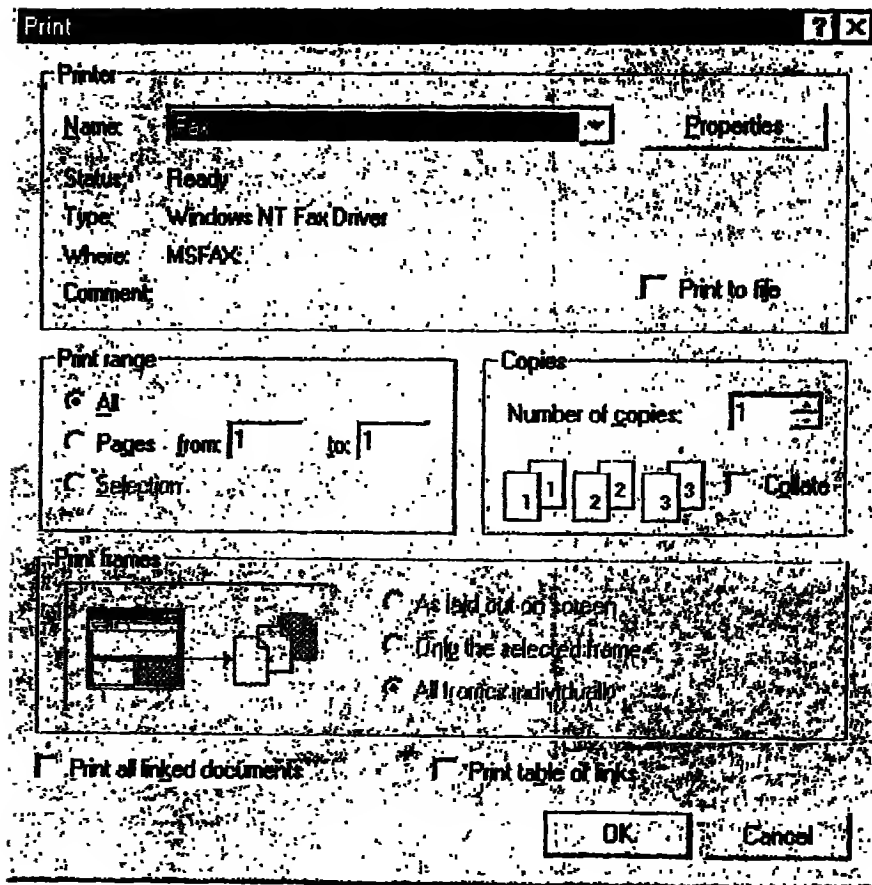 Print
Printer
Name: Fax Properties
Status: Ready
Type: Windows NT Fax Driver
Where: MSFAX:
Comment: Print to file
Print range
All
Pages from: 1 to: 1
Selection
Copies
Number of copies: 1
1 1 2 2 3 3 Collate
Print frames
As laid out on screen
Only the selected frame
All frames individually
Print all linked documents Print table of links
OK Cancel